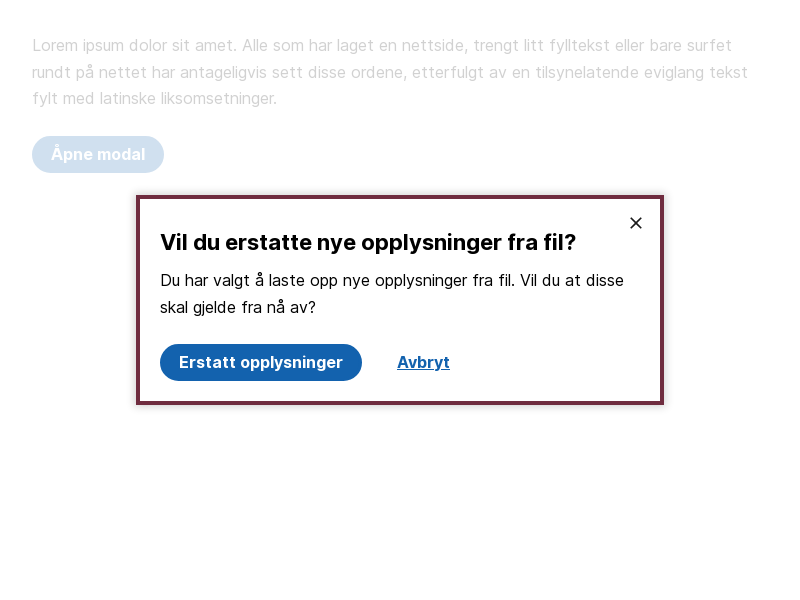 Lorem ipsum dolor sit amet. Alle som har laget en nettside, trengt litt fylltekst eller bare surfet
rundt på nettet har antageligvis sett disse ordene, etterfulgt av en tilsynelatende eviglang tekst
fylt med latinske liksomsetninger.
Åpne modal
Vil du erstatte nye opplysninger fra fil?
Du har valgt å laste opp nye opplysninger fra fil. Vil du at disse
skal gjelde fra nå av?
Erstatt opplysninger
Avbryt